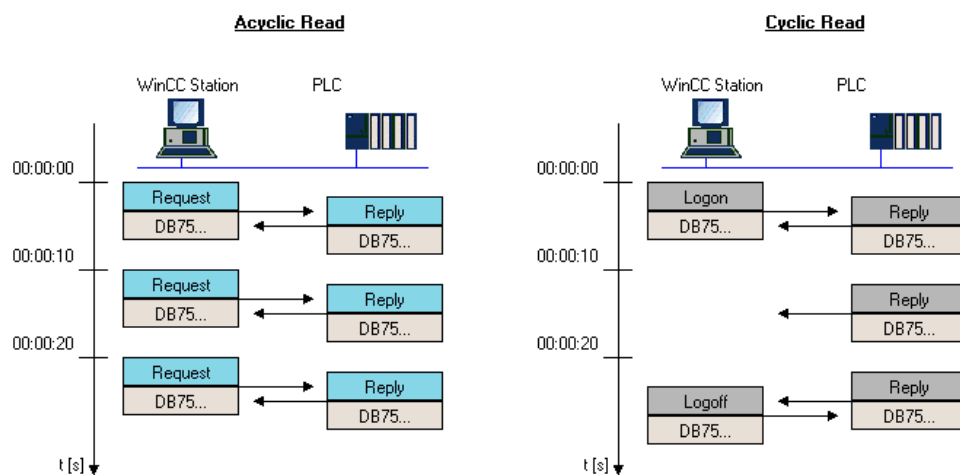 Acyclic Read
WinCC Station
PLC
00:00:00
Request
DB75...
Reply
DB75...
00:00:10
Request
DB75...
Reply
DB75...
00:00:20
Request
DB75...
Reply
DB75...
t [s]
Cyclic Read
WinCC Station
PLC
00:00:00
Logon
DB75...
Reply
DB75...
00:00:10
Reply
DB75...
00:00:20
Reply
DB75...
Logoff
DB75...
t [s]